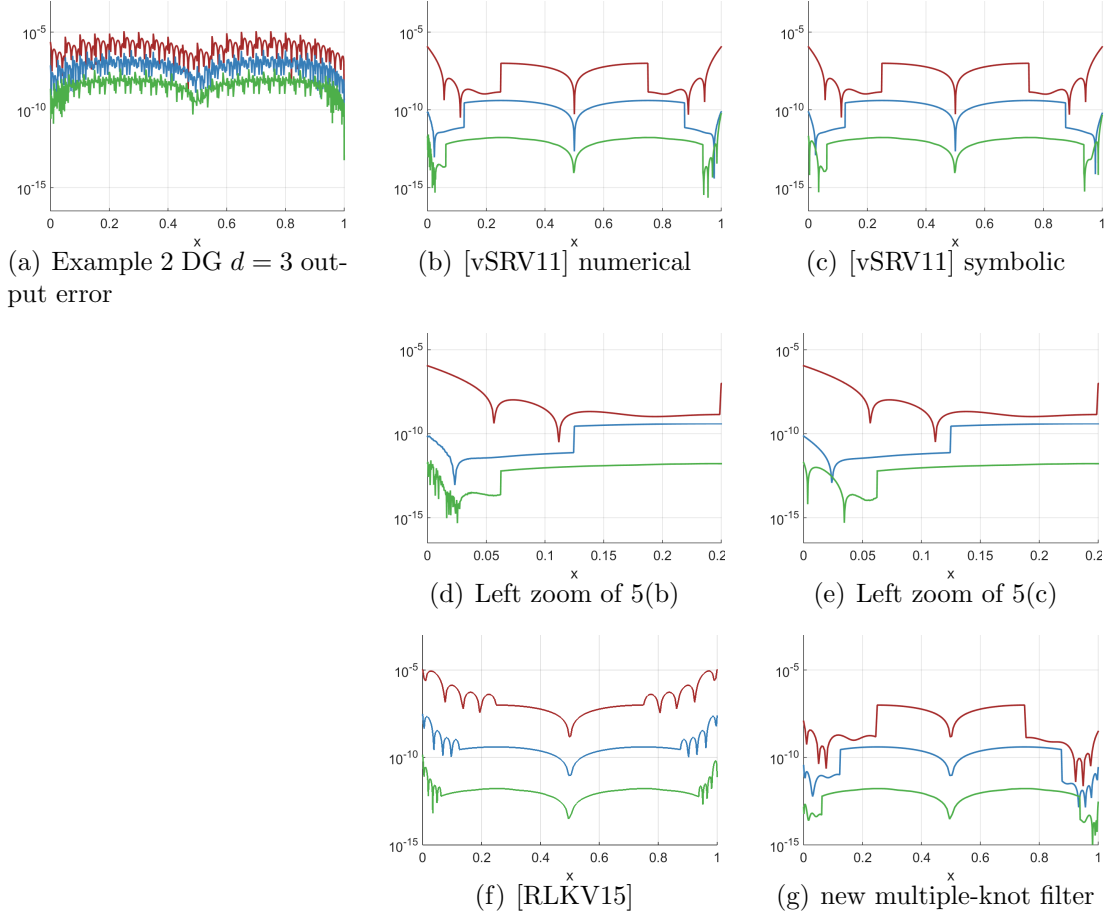 10^-5
10^-10
10^-15
0 0.2 0.4 0.6 0.8 1
x
(a) Example 2 DG d = 3 out-
put error
10^-5
10^-10
10^-15
0 0.2 0.4 0.6 0.8 1
x
(b) [vSRV11] numerical
10^-5
10^-10
10^-15
0 0.2 0.4 0.6 0.8 1
x
(c) [vSRV11] symbolic
10^-5
10^-10
10^-15
0 0.05 0.1 0.15 0.2 0.2
x
(d) Left zoom of 5(b)
10^-5
10^-10
10^-15
0 0.05 0.1 0.15 0.2 0.2
x
(e) Left zoom of 5(c)
10^-5
10^-10
10^-15
0 0.2 0.4 0.6 0.8 1
x
(f) [RLKV15]
10^-5
10^-10
10^-15
0 0.2 0.4 0.6 0.8 1
x
(g) new multiple-knot filter